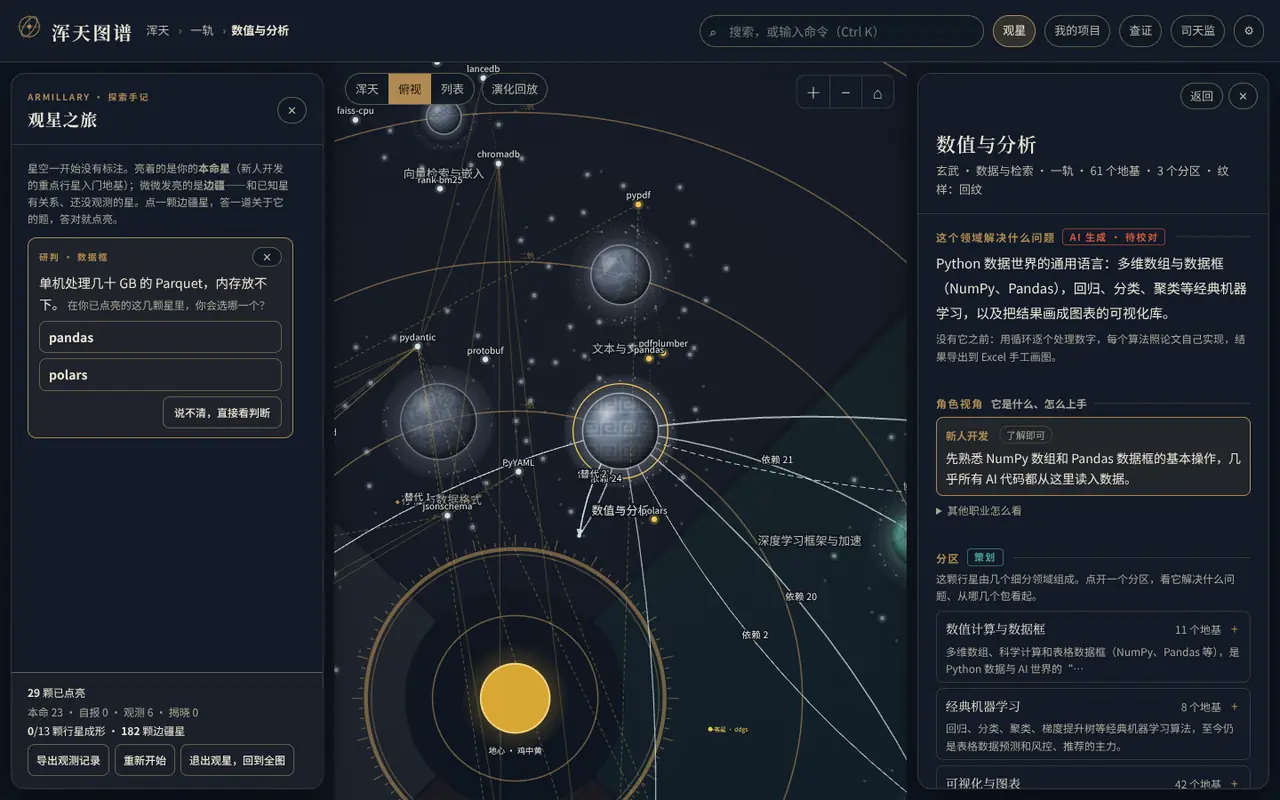 浑天图谱
浑天 › 一轨 › 数值与分析
搜索，或输入命令（Ctrl K）
观星
我的项目
查证
司天监
ARMILLARY · 探索手记
观星之旅
星空一开始没有标注。亮着的是你的本命星（新人开发
的重点行星入门地基）；微微发亮的是边疆——和已知星
有关系、还没观测的星。点一颗边疆星，答一道关于它
的题，答对就点亮。
研判 · 数据框
单机处理几十 GB 的 Parquet，内存放不
下。 在你已点亮的这几颗星里，你会选哪一个？
pandas
polars
说不清，直接看判断
29 颗已点亮
本命 23 · 自报 0 · 观测 6 · 揭晓 0
0/13 颗行星成形 · 182 颗边疆星
导出观测记录
重新开始
退出观星，回到全图
浑天
俯视
列表
演化回放
lancedb
faiss-cpu
chromadb
向量检索与嵌入
rank-bm25
pypdf
pydantic
protobuf
pdfplumber
pandas
PyYAML
替代 2
依赖 24
依赖 21
替代 1
jsonschema
数值与分析
polars
深度学习框架与加速
依赖 20
依赖 2
客星 · ddgs
地心 · 鸡中黄
返回
数值与分析
玄武 · 数据与检索 · 一轨 · 61 个地基 · 3 个分区 · 纹
样：回纹
这个领域解决什么问题
AI 生成 · 待校对
Python 数据世界的通用语言：多维数组与数据框
（NumPy、Pandas），回归、分类、聚类等经典机器
学习，以及把结果画成图表的可视化库。
没有它之前：用循环逐个处理数字，每个算法照论文自己实现，结
果导出到 Excel 手工画图。
角色视角 它是什么、怎么上手
新人开发 了解即可
先熟悉 NumPy 数组和 Pandas 数据框的基本操作，几
乎所有 AI 代码都从这里读入数据。
▶ 其他职业怎么看
分区 策划
这颗行星由几个细分领域组成。点开一个分区，看它解决什么问
题、从哪几个包看起。
数值计算与数据框 11 个地基 +
多维数组、科学计算和表格数据框（NumPy、Pandas 等），是
Python 数据与 AI 世界的“…
经典机器学习 8 个地基 +
回归、分类、聚类、梯度提升树等经典机器学习算法，至今仍
是表格数据预测和风控、推荐的主力。
可视化与图表 42 个地基 +